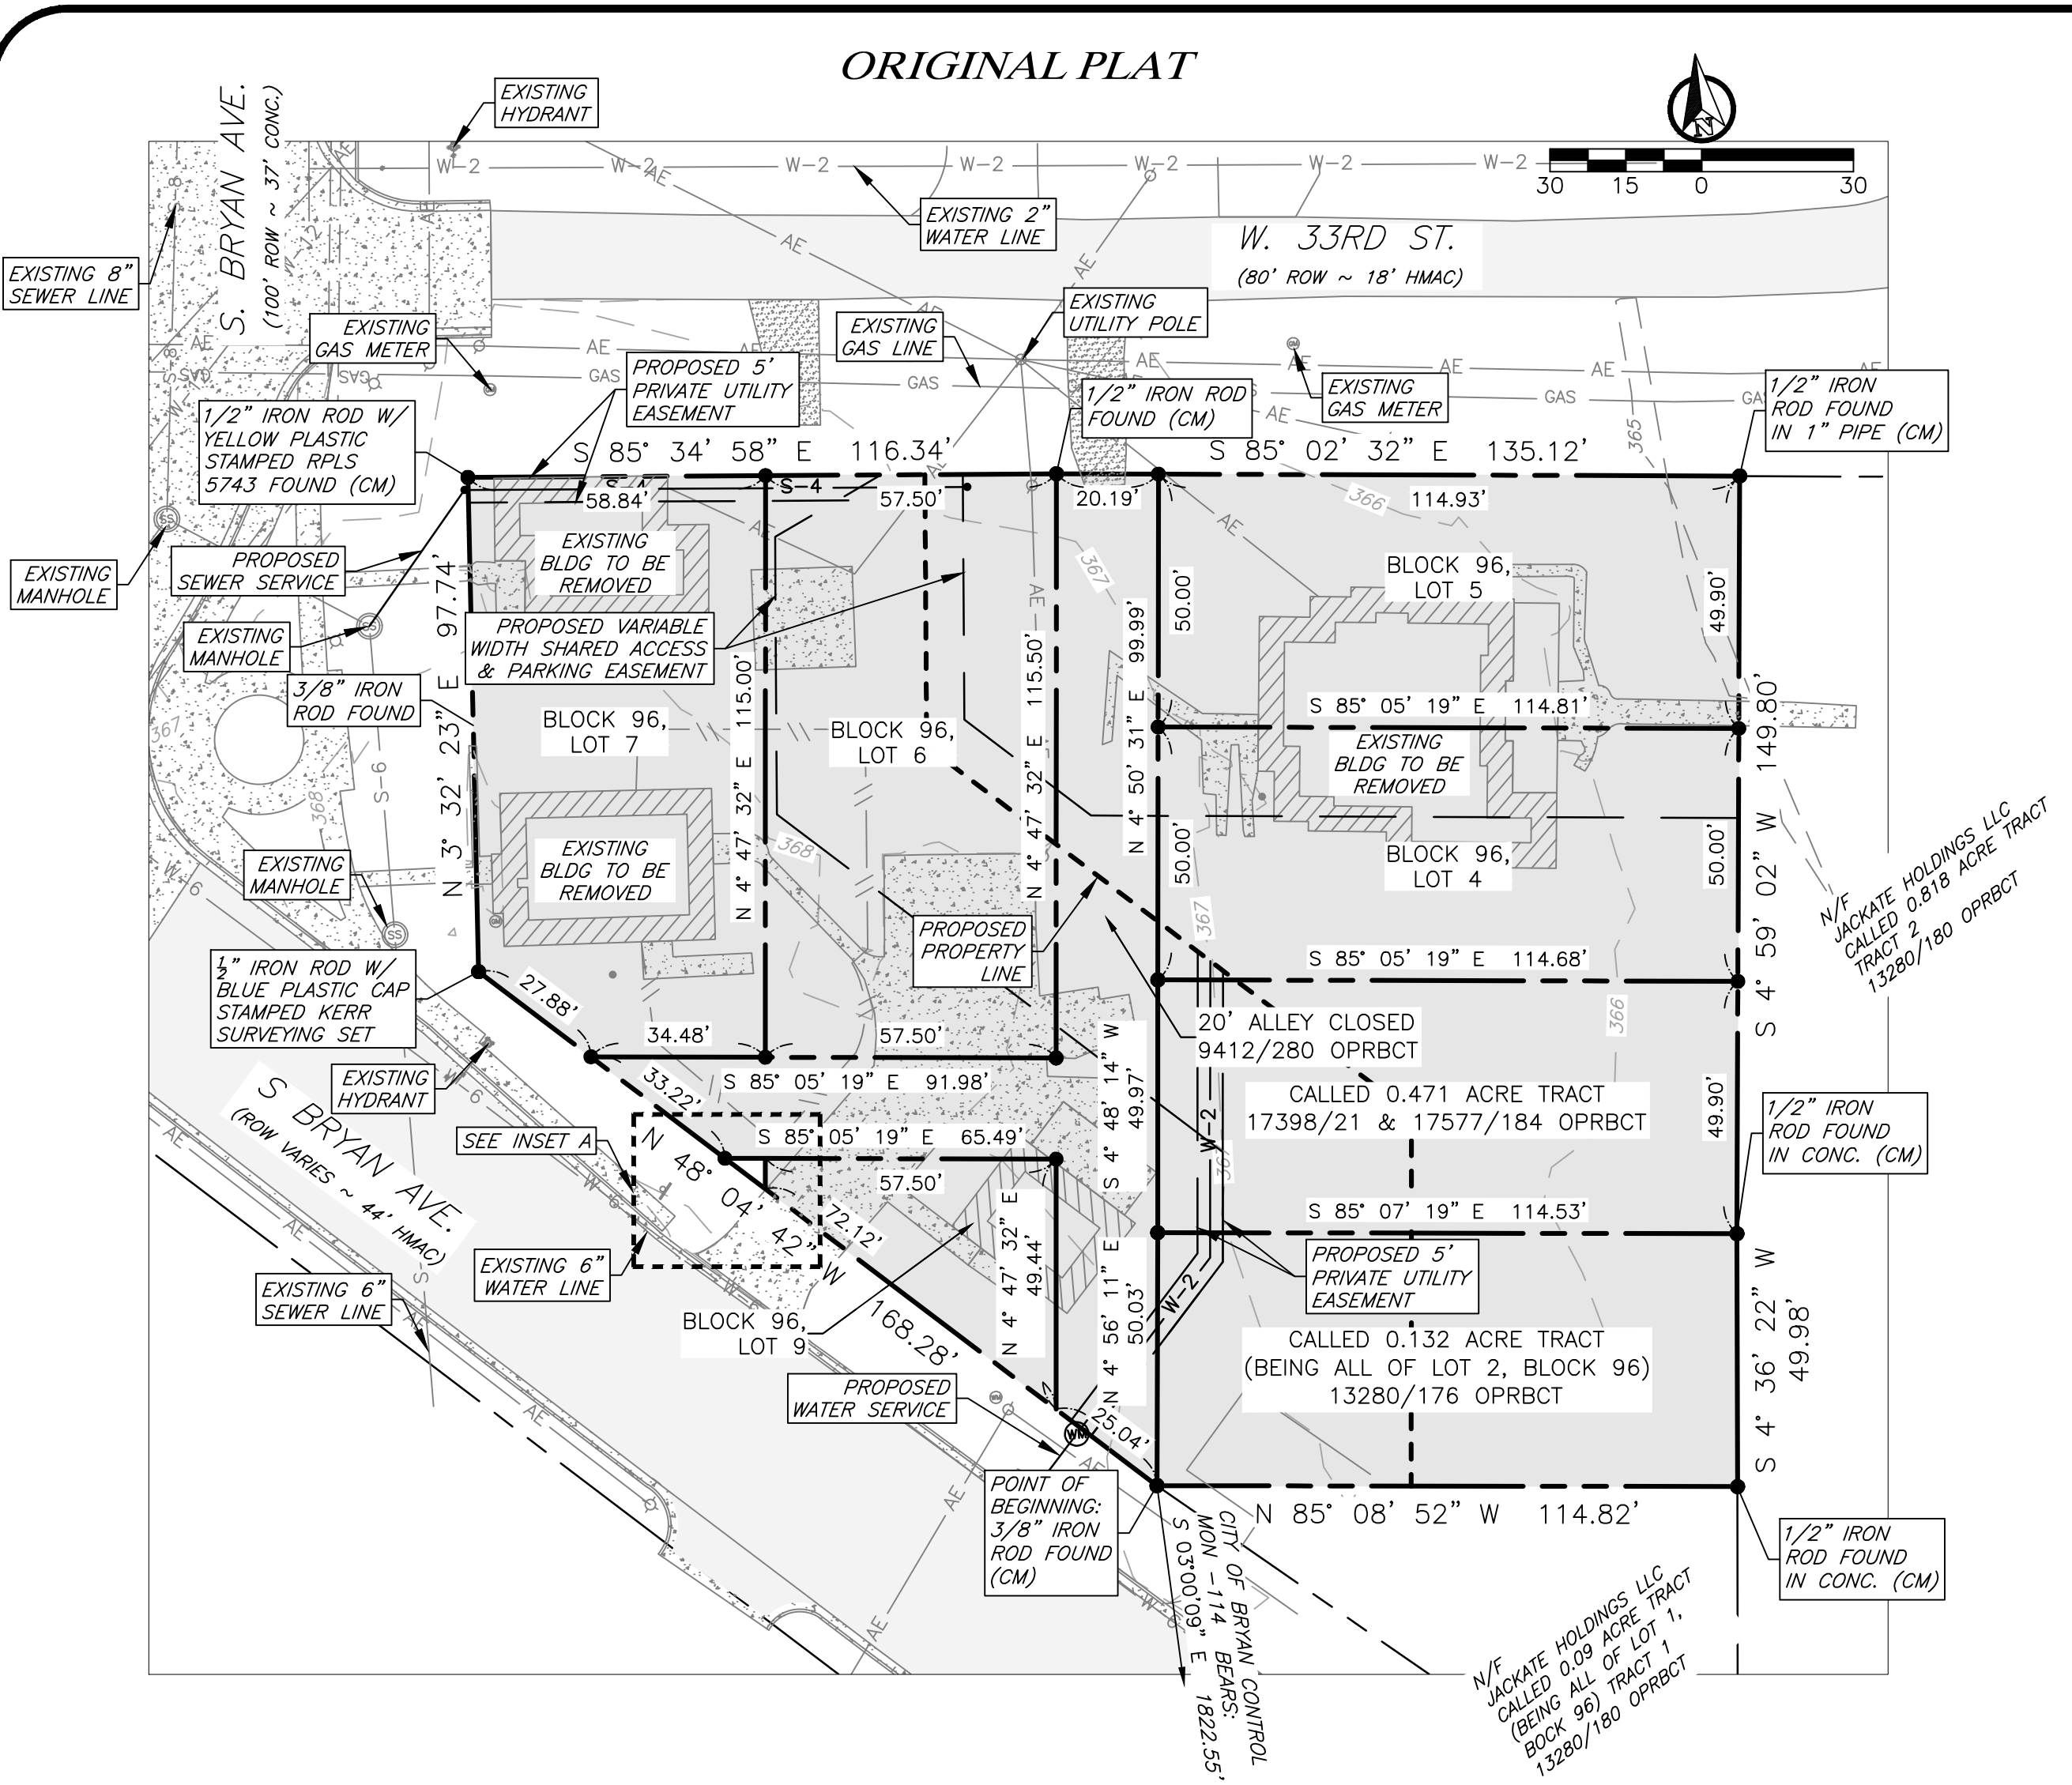 ORIGINAL PLAT
N
30 15 0 30
S. BRYAN AVE.
(100' ROW ~ 37' CONC.)
EXISTING
HYDRANT
W-2 W-2 W-2 W-2 W-2 W-2 W-2
EXISTING 2"
WATER LINE
W. 33RD ST.
(80' ROW ~ 18' HMAC)
EXISTING 8"
SEWER LINE
EXISTING
GAS METER
EXISTING
GAS LINE
EXISTING
UTILITY POLE
EXISTING
GAS METER
PROPOSED 5'
PRIVATE UTILITY
EASEMENT
1/2" IRON ROD
FOUND (CM)
1/2" IRON
ROD FOUND
IN 1" PIPE (CM)
1/2" IRON ROD W/
YELLOW PLASTIC
STAMPED RPLS
5743 FOUND (CM)
S 85° 34' 58" E 116.34'
S 85° 02' 32" E 135.12'
58.84'
S-4
57.50'
20.19'
114.93'
366
365
EXISTING
MANHOLE
PROPOSED
SEWER SERVICE
EXISTING
BLDG TO BE
REMOVED
BLOCK 96,
LOT 5
EXISTING
MANHOLE
PROPOSED VARIABLE
WIDTH SHARED ACCESS
& PARKING EASEMENT
3/8" IRON
ROD FOUND
N 3° 32' 23" E 97.74'
N 4° 47' 32" E 115.00'
N 4° 47' 32" E 115.50'
N 4° 50' 31" E 99.99'
50.00'
49.90'
367
BLOCK 96,
LOT 7
BLOCK 96,
LOT 6
S 85° 05' 19" E 114.81'
EXISTING
BLDG TO BE
REMOVED
S 4° 59' 02" W 149.80'
367
368
S-6
368
EXISTING
BLDG TO BE
REMOVED
50.00'
BLOCK 96,
LOT 4
50.00'
EXISTING
MANHOLE
SS
W-6
N/F
JACKATE HOLDINGS LLC
CALLED 0.818 ACRE TRACT
TRACT 2
13280/180 OPRBCT
PROPOSED
PROPERTY
LINE
367
S 85° 05' 19" E 114.68'
½" IRON ROD W/
BLUE PLASTIC CAP
STAMPED KERR
SURVEYING SET
27.88'
34.48'
57.50'
20' ALLEY CLOSED
9412/280 OPRBCT
366
EXISTING
HYDRANT
33.22'
S 85° 05' 19" E 91.98'
S 4° 48' 14" W
49.97'
CALLED 0.471 ACRE TRACT
17398/21 & 17577/184 OPRBCT
49.90'
1/2" IRON
ROD FOUND
IN CONC. (CM)
S BRYAN AVE.
(ROW VARIES ~ 44' HMAC)
W-6
SEE INSET A
S 85° 05' 19" E 65.49'
57.50'
W-2
N 48° 04' 42" W 168.28'
72.12'
N 4° 47' 32" E
49.44'
N 4° 56' 11" E
50.03'
S 85° 07' 19" E 114.53'
EXISTING 6"
WATER LINE
EXISTING 6"
SEWER LINE
BLOCK 96,
LOT 9
W-2
PROPOSED 5'
PRIVATE UTILITY
EASEMENT
S 4° 36' 22" W
49.98'
CALLED 0.132 ACRE TRACT
(BEING ALL OF LOT 2, BLOCK 96)
13280/176 OPRBCT
PROPOSED
WATER SERVICE
WM
25.04'
POINT OF
BEGINNING:
3/8" IRON
ROD FOUND
(CM)
N 85° 08' 52" W 114.82'
1/2" IRON
ROD FOUND
IN CONC. (CM)
CITY OF BRYAN CONTROL
MON -114 BEARS:
S 03°00'09" E 1822.55'
N/F
JACKATE HOLDINGS LLC
CALLED 0.09 ACRE TRACT
(BEING ALL OF LOT 1,
BOCK 96) TRACT 1
13280/180 OPRBCT